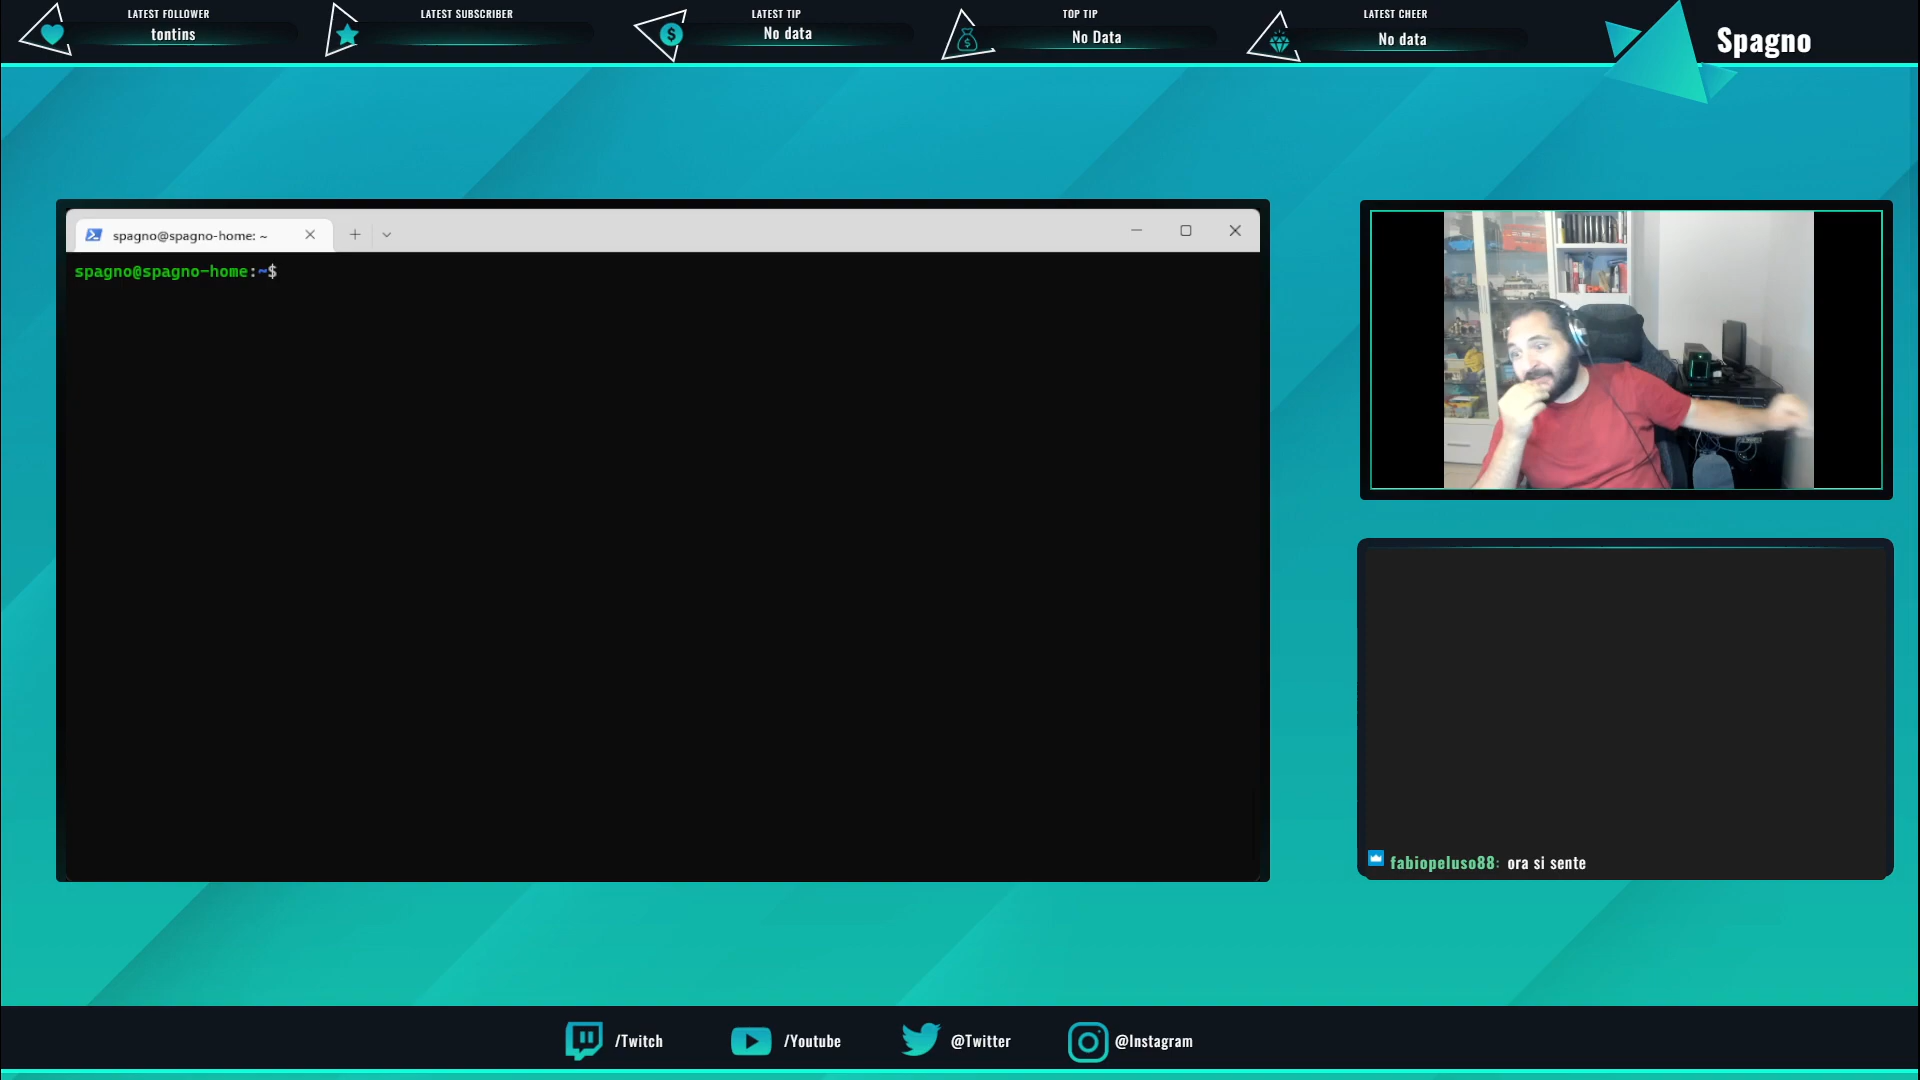 LATEST FOLLOWER
tontins
LATEST SUBSCRIBER
LATEST TIP
No data
TOP TIP
No Data
LATEST CHEER
No data
Spagno
spagno@spagno-home: ~
spagno@spagno-home:~$
fabiopeluso88: ora si sente
/Twitch
/Youtube
@Twitter
@Instagram